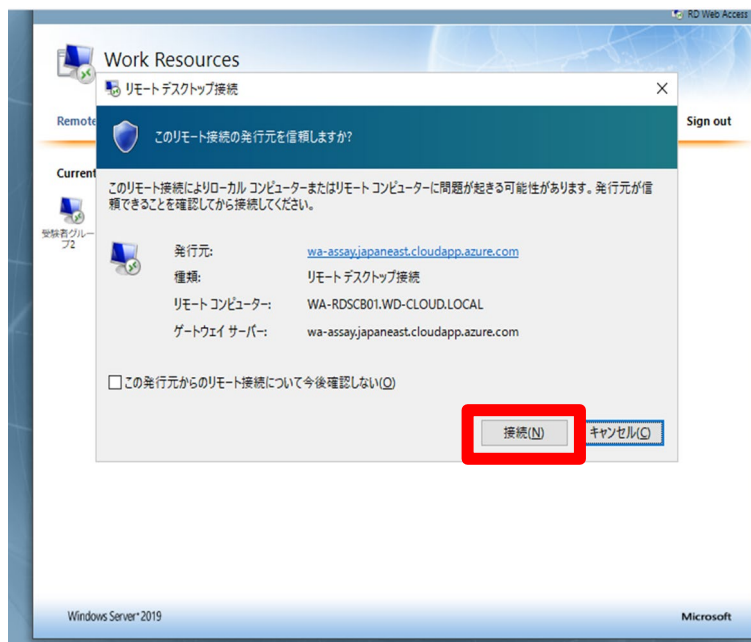 RD Web Access
Work Resources
リモート デスクトップ接続
Remote
Sign out
このリモート接続の発行元を信頼しますか?
Current
このリモート接続によりローカル コンピューターまたはリモート コンピューターに問題が起きる可能性があります。発行元が信
頼できることを確認してから接続してください。
受験者グルー
プ2
発行元: wa-assay.japaneast.cloudapp.azure.com
種類: リモート デスクトップ接続
リモート コンピューター: WA-RDSCB01.WD-CLOUD.LOCAL
ゲートウェイ サーバー: wa-assay.japaneast.cloudapp.azure.com
この発行元からのリモート接続について今後確認しない(O)
接続(N) キャンセル(C)
Windows Server® 2019
Microsoft